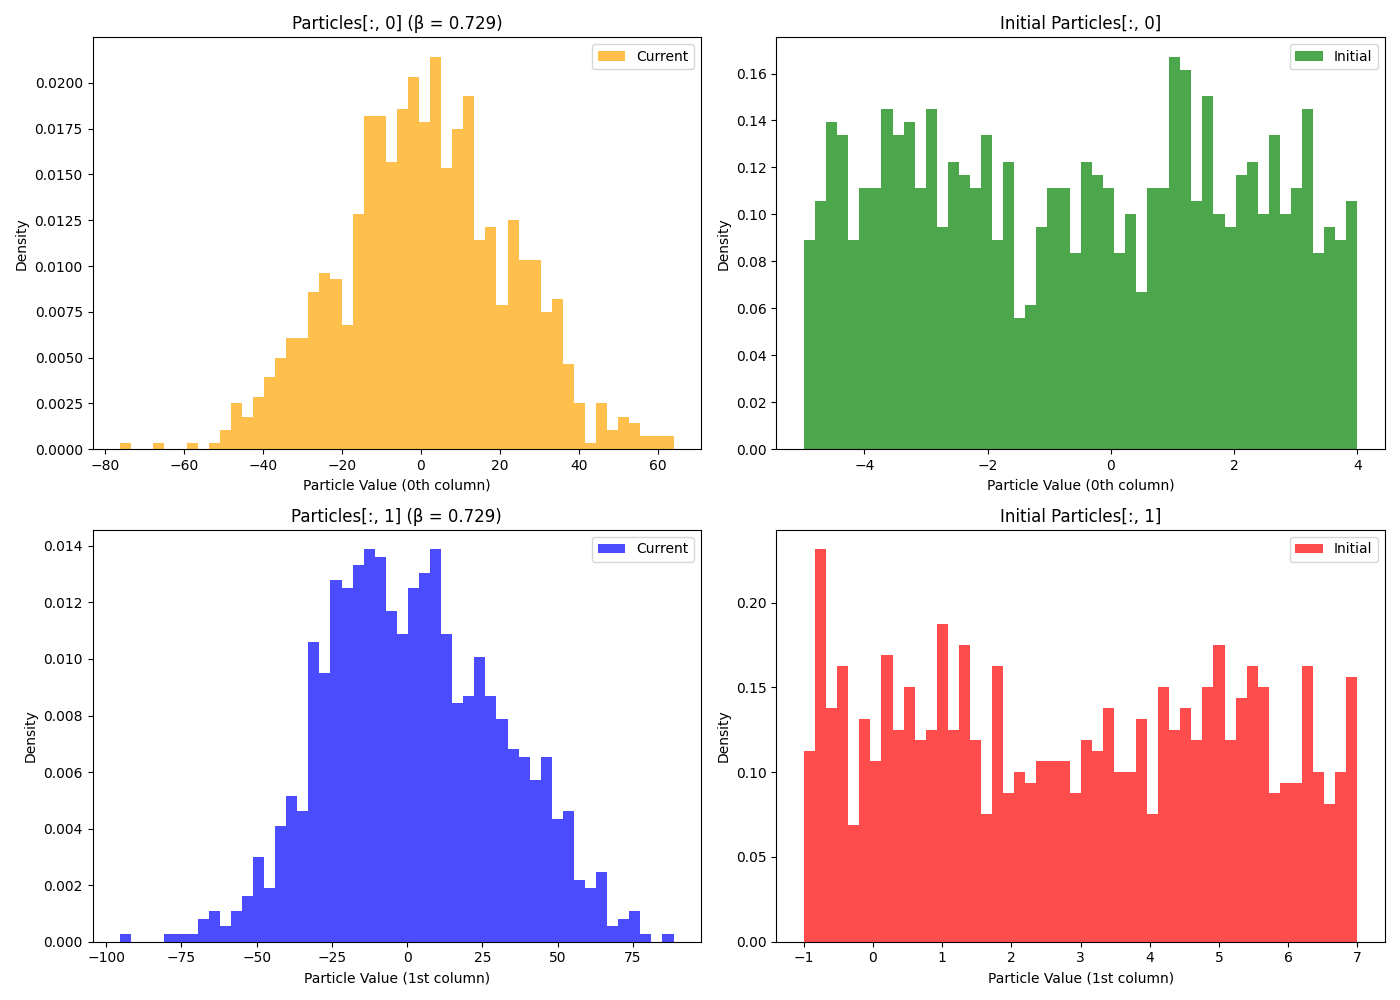 Particles[:, 0] (β = 0.729)
Current
0.0200
0.0175
0.0150
0.0125
0.0100
0.0075
0.0050
0.0025
0.0000
Density
−80 −60 −40 −20 0 20 40 60
Particle Value (0th column)
Initial Particles[:, 0]
Initial
0.16
0.14
0.12
0.10
0.08
0.06
0.04
0.02
0.00
Density
−4 −2 0 2 4
Particle Value (0th column)
Particles[:, 1] (β = 0.729)
Current
0.014
0.012
0.010
0.008
0.006
0.004
0.002
0.000
Density
−100 −75 −50 −25 0 25 50 75
Particle Value (1st column)
Initial Particles[:, 1]
Initial
0.20
0.15
0.10
0.05
0.00
Density
−1 0 1 2 3 4 5 6 7
Particle Value (1st column)